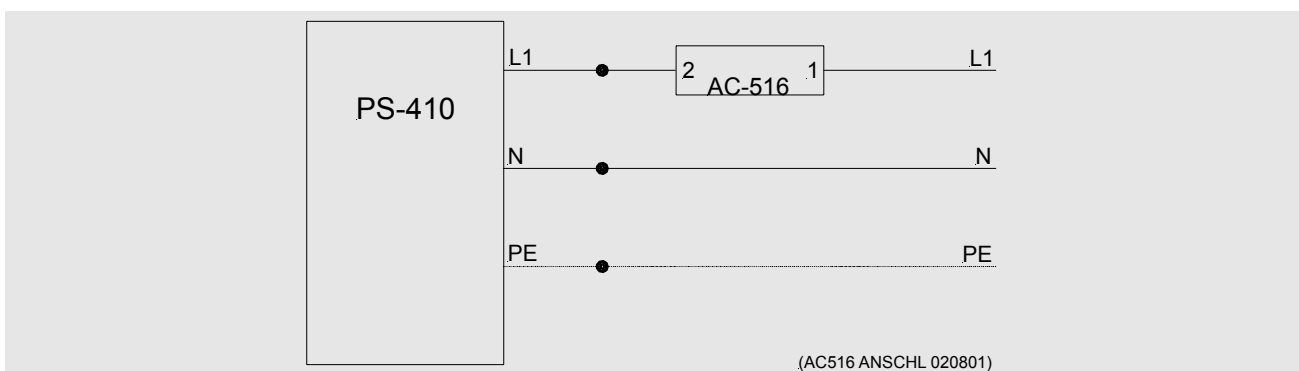 L1 L1
2 1
AC-516
PS-410
N N
PE PE
(AC516 ANSCHL 020801)